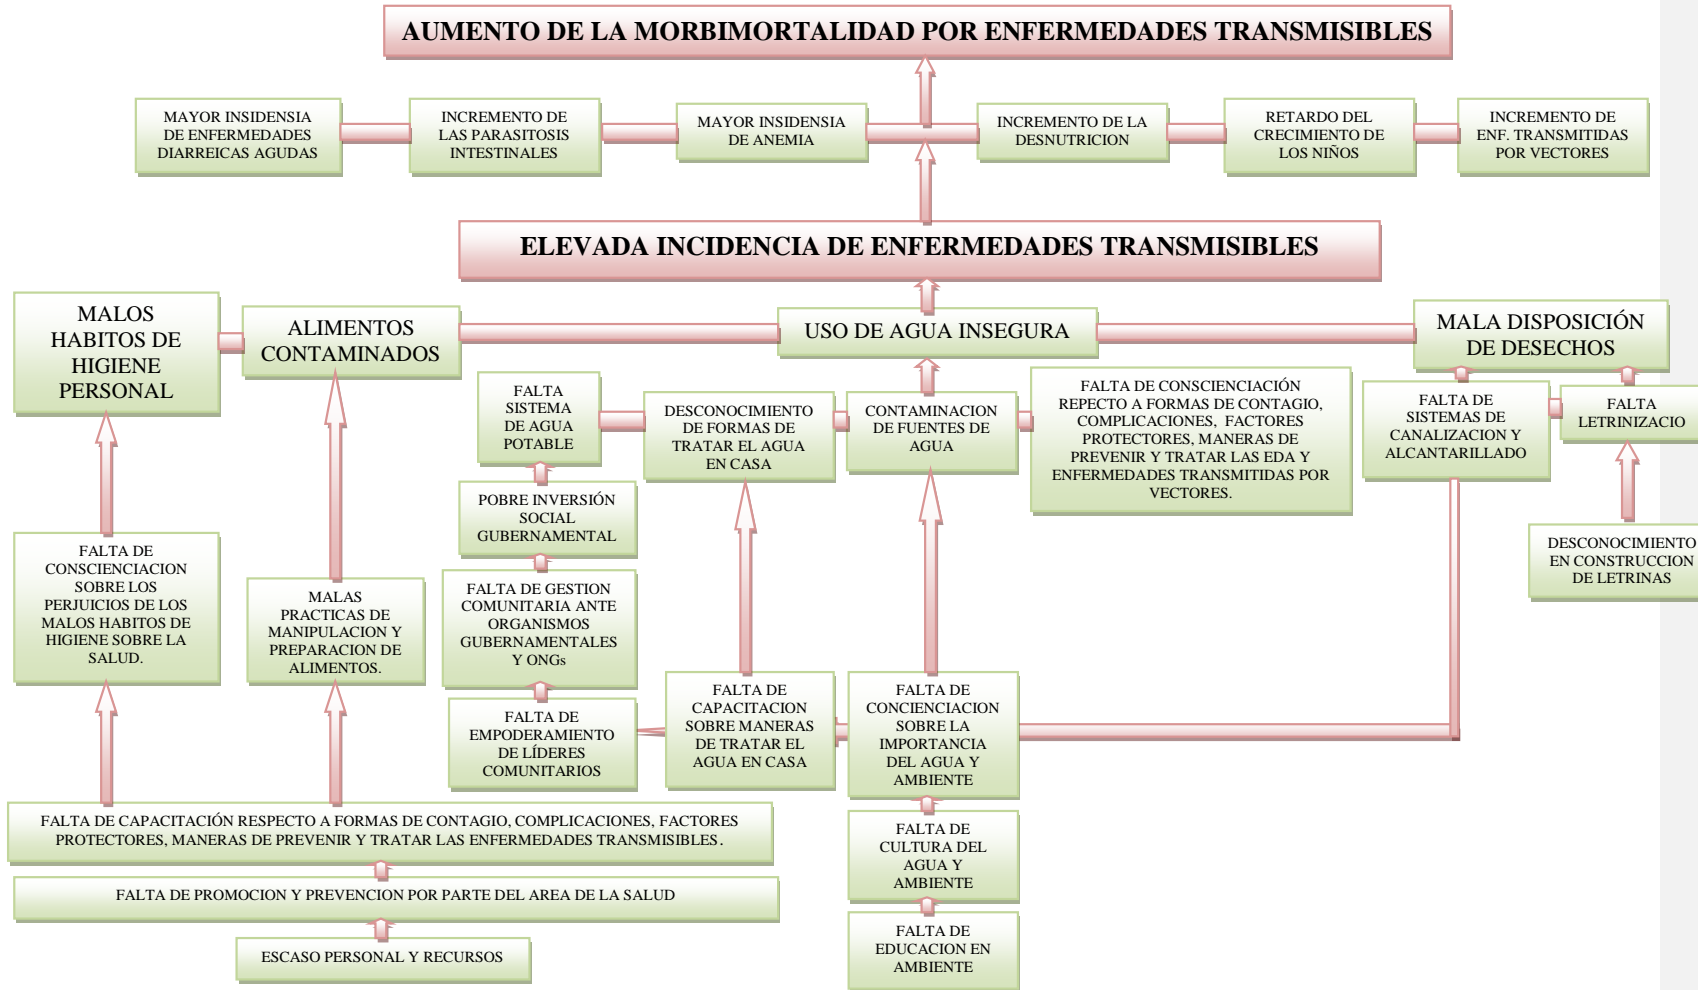 AUMENTO DE LA MORBIMORTALIDAD POR ENFERMEDADES TRANSMISIBLES
MAYOR INSIDENSIA
DE ENFERMEDADES
DIARREICAS AGUDAS
INCREMENTO DE
LAS PARASITOSIS
INTESTINALES
MAYOR INSIDENSIA
DE ANEMIA
INCREMENTO DE LA
DESNUTRICION
RETARDO DEL
CRECIMIENTO DE
LOS NIÑOS
INCREMENTO DE
ENF. TRANSMITIDAS
POR VECTORES
ELEVADA INCIDENCIA DE ENFERMEDADES TRANSMISIBLES
MALOS
HABITOS DE
HIGIENE
PERSONAL
ALIMENTOS
CONTAMINADOS
USO DE AGUA INSEGURA
MALA DISPOSICIÓN
DE DESECHOS
FALTA
SISTEMA
DE AGUA
POTABLE
DESCONOCIMIENTO
DE FORMAS DE
TRATAR EL AGUA
EN CASA
CONTAMINACION
DE FUENTES DE
AGUA
FALTA DE CONSCIENCIACIÓN
REPECTO A FORMAS DE CONTAGIO,
COMPLICACIONES, FACTORES
PROTECTORES, MANERAS DE
PREVENIR Y TRATAR LAS EDA Y
ENFERMEDADES TRANSMITIDAS POR
VECTORES.
FALTA DE
SISTEMAS DE
CANALIZACION Y
ALCANTARILLADO
FALTA
LETRINIZACIO
POBRE INVERSIÓN
SOCIAL
GUBERNAMENTAL
DESCONOCIMIENTO
EN CONSTRUCCION
DE LETRINAS
FALTA DE
CONSCIENCIACION
SOBRE LOS
PERJUICIOS DE LOS
MALOS HABITOS DE
HIGIENE SOBRE LA
SALUD.
MALAS
PRACTICAS DE
MANIPULACION Y
PREPARACION DE
ALIMENTOS.
FALTA DE GESTION
COMUNITARIA ANTE
ORGANISMOS
GUBERNAMENTALES
Y ONGs
FALTA DE
EMPODERAMIENTO
DE LÍDERES
COMUNITARIOS
FALTA DE
CAPACITACION
SOBRE MANERAS
DE TRATAR EL
AGUA EN CASA
FALTA DE
CONCIENCIACION
SOBRE LA
IMPORTANCIA
DEL AGUA Y
AMBIENTE
FALTA DE CAPACITACIÓN RESPECTO A FORMAS DE CONTAGIO, COMPLICACIONES, FACTORES
PROTECTORES, MANERAS DE PREVENIR Y TRATAR LAS ENFERMEDADES TRANSMISIBLES.
FALTA DE
CULTURA DEL
AGUA Y
AMBIENTE
FALTA DE PROMOCION Y PREVENCION POR PARTE DEL AREA DE LA SALUD
FALTA DE
EDUCACION EN
AMBIENTE
ESCASO PERSONAL Y RECURSOS